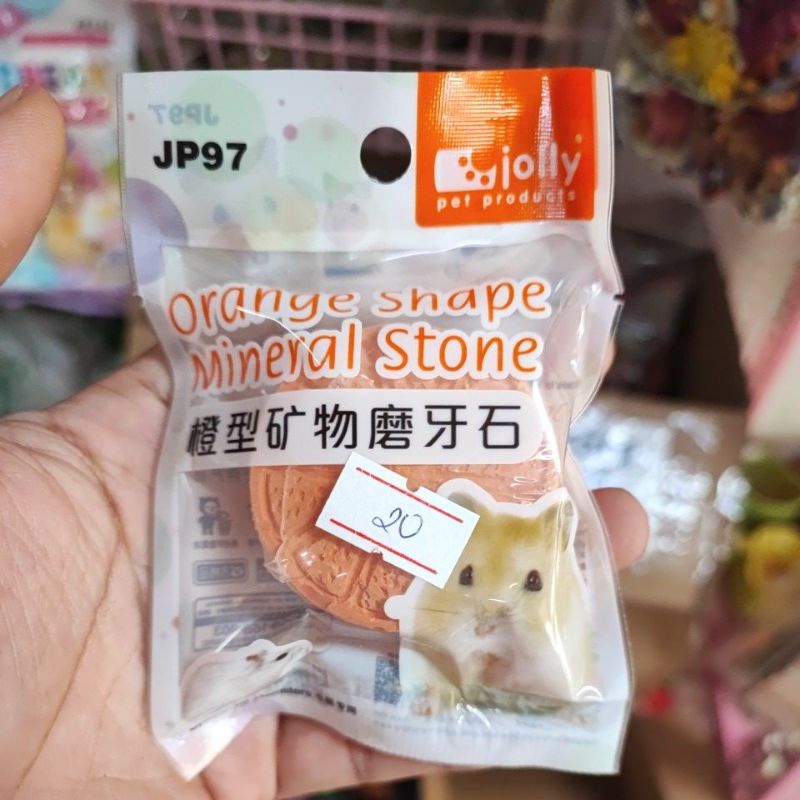 JP97
jolly
pet products
Orange Shape
Mineral Stone
橙型矿物磨牙石
20